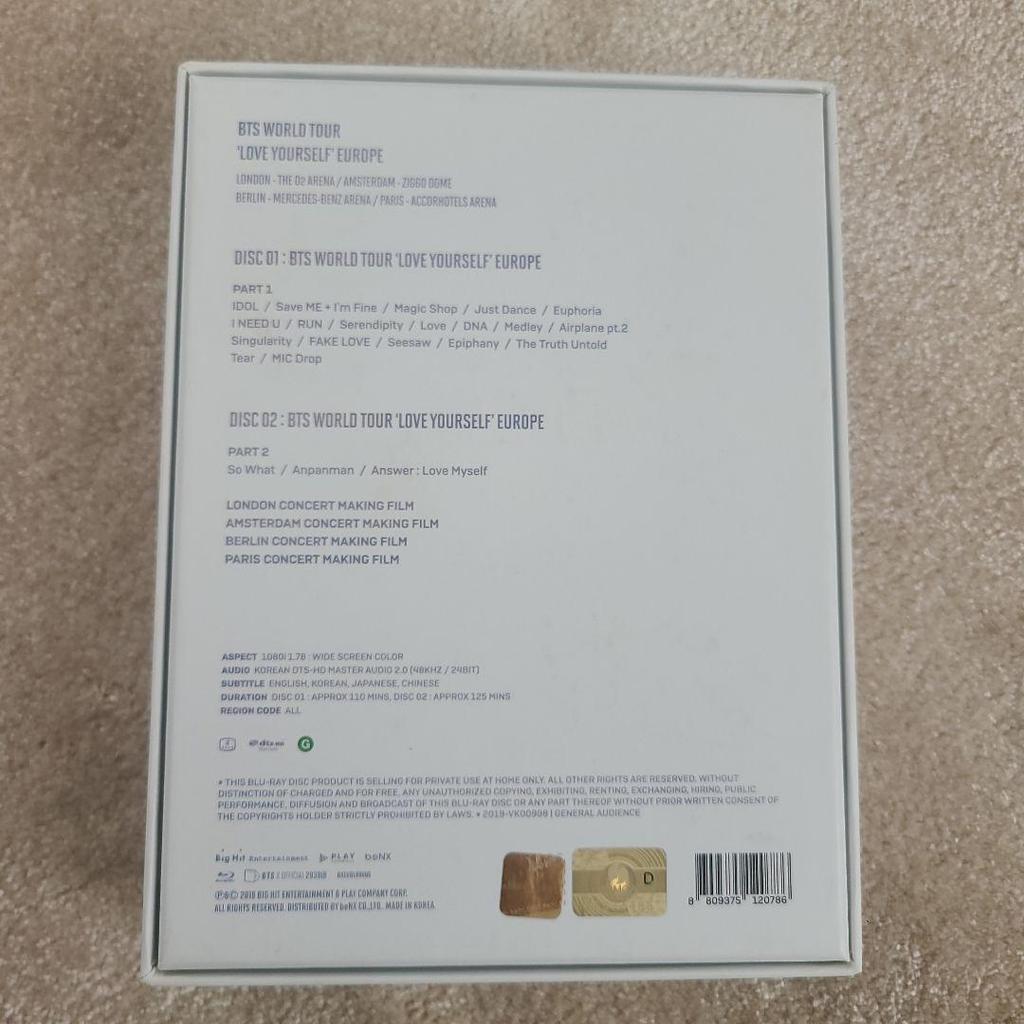 BTS WORLD TOUR
'LOVE YOURSELF' EUROPE
LONDON - THE O2 ARENA / AMSTERDAM - ZIGGO DOME
BERLIN - MERCEDES-BENZ ARENA / PARIS - ACCORHOTELS ARENA
DISC 01 : BTS WORLD TOUR 'LOVE YOURSELF' EUROPE
PART 1
IDOL / Save ME + I'm Fine / Magic Shop / Just Dance / Euphoria
I NEED U / RUN / Serendipity / Love / DNA / Medley / Airplane pt.2
Singularity / FAKE LOVE / Seesaw / Epiphany / The Truth Untold
Tear / MIC Drop
DISC 02 : BTS WORLD TOUR 'LOVE YOURSELF' EUROPE
PART 2
So What / Anpanman / Answer : Love Myself
LONDON CONCERT MAKING FILM
AMSTERDAM CONCERT MAKING FILM
BERLIN CONCERT MAKING FILM
PARIS CONCERT MAKING FILM
ASPECT 1080i 1.78 : WIDE SCREEN COLOR
AUDIO KOREAN DTS-HD MASTER AUDIO 2.0 (48KHZ / 24BIT)
SUBTITLE ENGLISH, KOREAN, JAPANESE, CHINESE
DURATION DISC 01 : APPROX 110 MINS, DISC 02 : APPROX 125 MINS
REGION CODE ALL
dts-HD G
* THIS BLU-RAY DISC PRODUCT IS SELLING FOR PRIVATE USE AT HOME ONLY. ALL OTHER RIGHTS ARE RESERVED. WITHOUT
DISTINCTION OF CHARGED AND FOR FREE, ANY UNAUTHORIZED COPYING, EXHIBITING, RENTING, EXCHANGING, HIRING, PUBLIC
PERFORMANCE, DIFFUSION AND BROADCAST OF THIS BLU-RAY DISC OR ANY PART THEREOF WITHOUT PRIOR WRITTEN CONSENT OF
THE COPYRIGHTS HOLDER STRICTLY PROHIBITED BY LAWS. * 2019-VK00908 | GENERAL AUDIENCE
Big Hit Entertainment PLAY beNX
BTS X OFFICIAL
℗&© 2019 BIG HIT ENTERTAINMENT & PLAY COMPANY CORP.
ALL RIGHTS RESERVED. DISTRIBUTED BY beNX CO.,LTD. MADE IN KOREA.
D
8 809375 120786